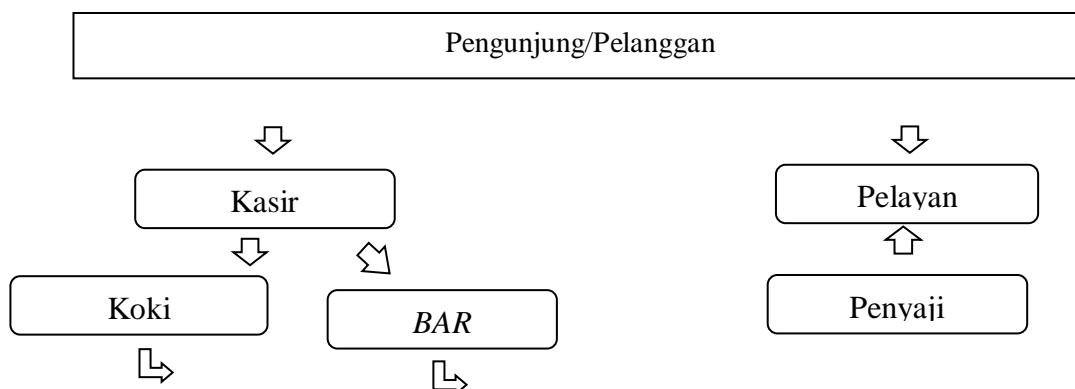 Pengunjung/Pelanggan
Kasir
Pelayan
Koki
BAR
Penyaji